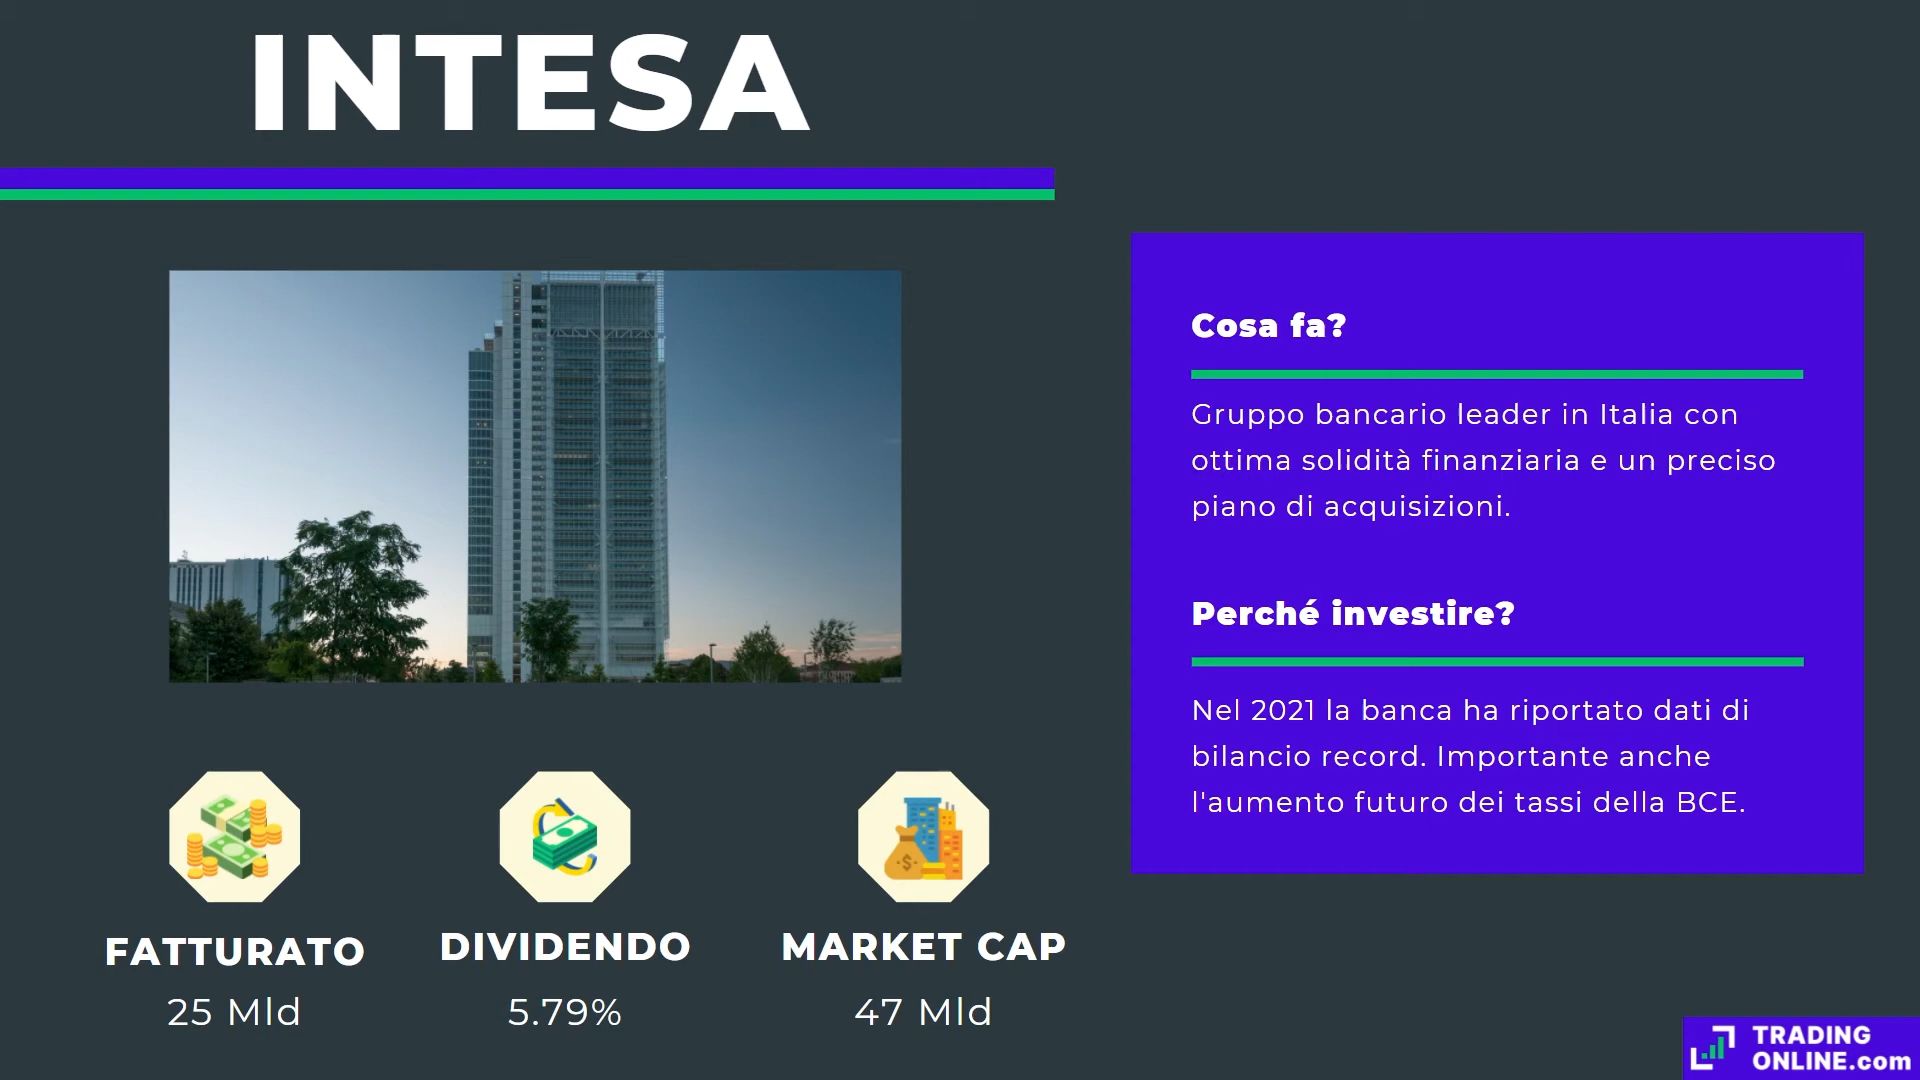 INTESA
Cosa fa?
Gruppo bancario leader in Italia con
ottima solidità finanziaria e un preciso
piano di acquisizioni.
Perché investire?
Nel 2021 la banca ha riportato dati di
bilancio record. Importante anche
l'aumento futuro dei tassi della BCE.
FATTURATO
25 Mld
DIVIDENDO
5.79%
MARKET CAP
47 Mld
TRADING
ONLINE.com